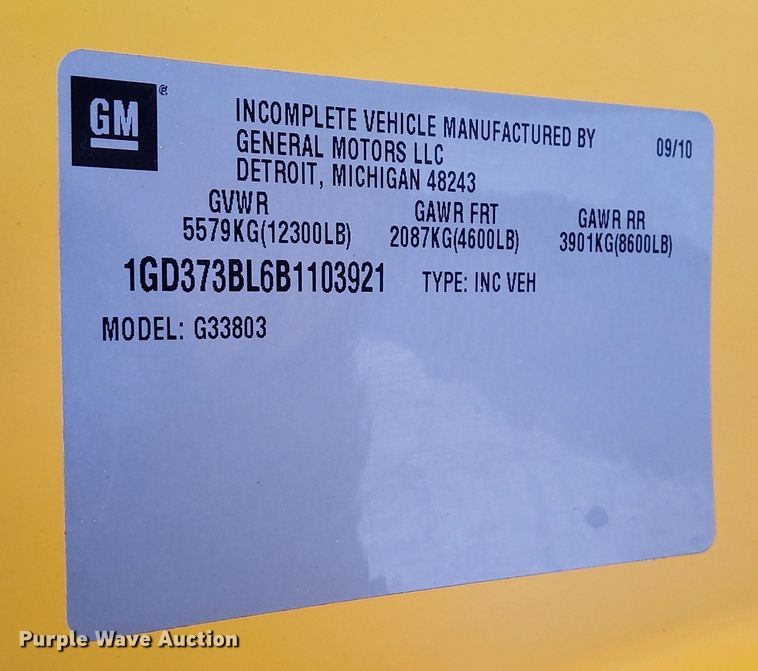 GM ®
INCOMPLETE VEHICLE MANUFACTURED BY
GENERAL MOTORS LLC
DETROIT, MICHIGAN 48243
09/10
GVWR GAWR FRT GAWR RR
5579KG(12300LB) 2087KG(4600LB) 3901KG(8600LB)
1GD373BL6B1103921 TYPE: INC VEH
MODEL: G33803
Purple Wave Auction